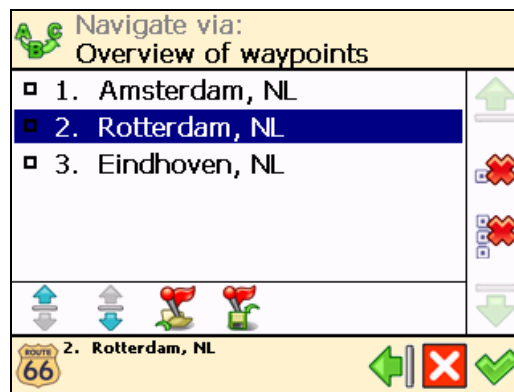 A B C
Navigate via:
Overview of waypoints
1. Amsterdam, NL
2. Rotterdam, NL
3. Eindhoven, NL
ROUTE
66
2. Rotterdam, NL